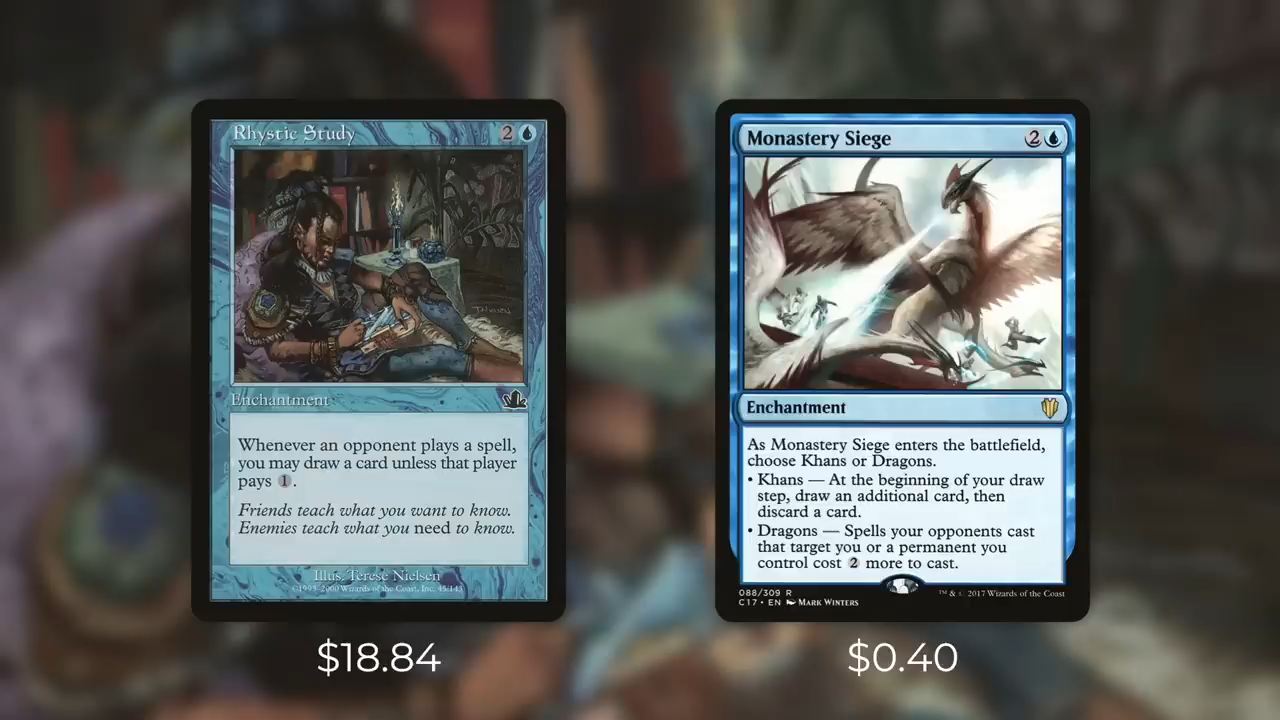 Rhystic Study 2
Enchantment
Whenever an opponent plays a spell,
you may draw a card unless that player
pays 1.
Friends teach what you want to know.
Enemies teach what you need to know.
Illus. Terese Nielsen
$18.84
Monastery Siege 2
Enchantment
As Monastery Siege enters the battlefield,
choose Khans or Dragons.
• Khans — At the beginning of your draw
step, draw an additional card, then
discard a card.
• Dragons — Spells your opponents cast
that target you or a permanent you
control cost 2 more to cast.
088/309 R
C17 • EN MARK WINTERS
™ & © 2017 Wizards of the Coast
$0.40